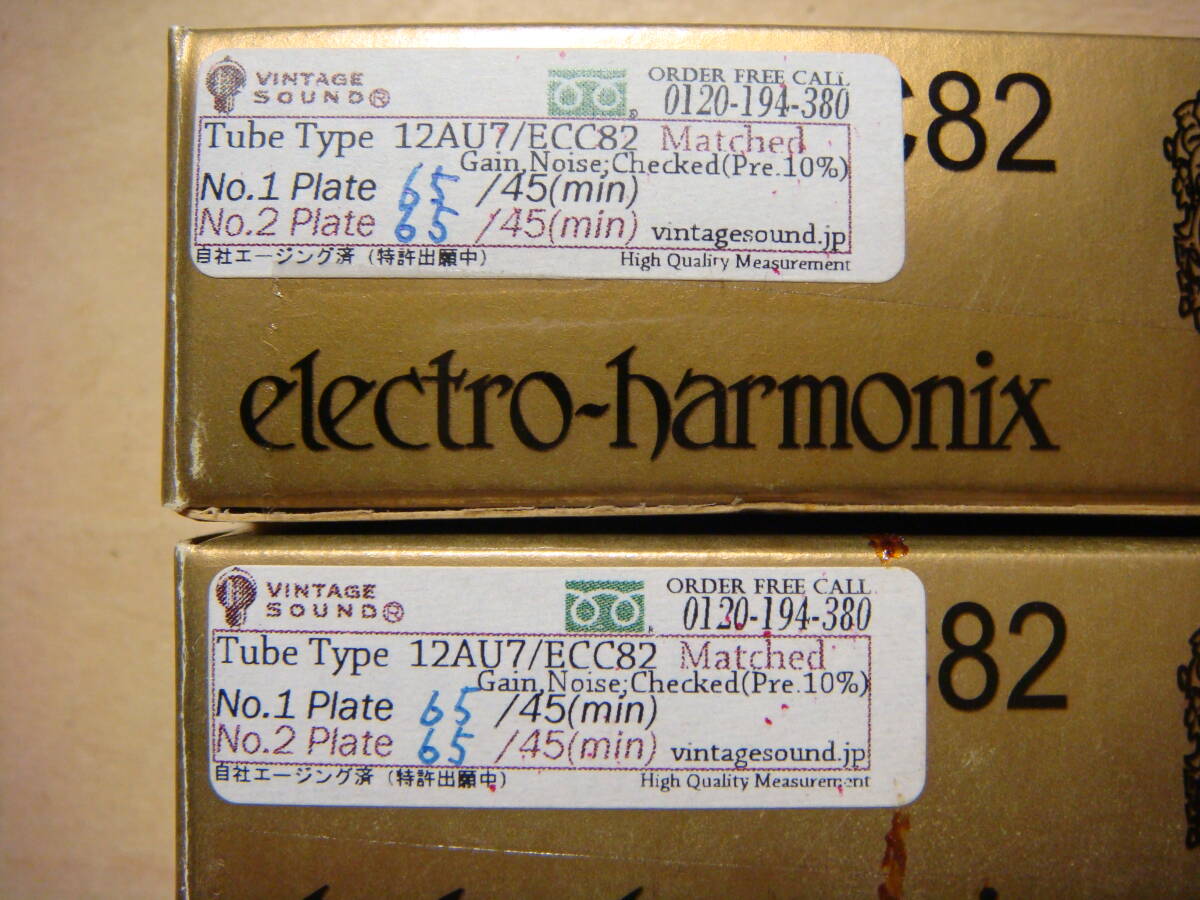 VINTAGE
SOUND®
ORDER FREE CALL
0120-194-380
Tube Type 12AU7/ECC82 Matched
Gain,Noise;Checked(Pre.10%)
No.1 Plate 65 /45(min)
No.2 Plate 65 /45(min) vintagesound.jp
自社エージング済（特許出願中） High Quality Measurement
C82
electro-harmonix
VINTAGE
SOUND®
ORDER FREE CALL
0120-194-380
Tube Type 12AU7/ECC82 Matched
Gain,Noise;Checked(Pre.10%)
No.1 Plate 65 /45(min)
No.2 Plate 65 /45(min) vintagesound.jp
自社エージング済（特許出願中） High Quality Measurement
82